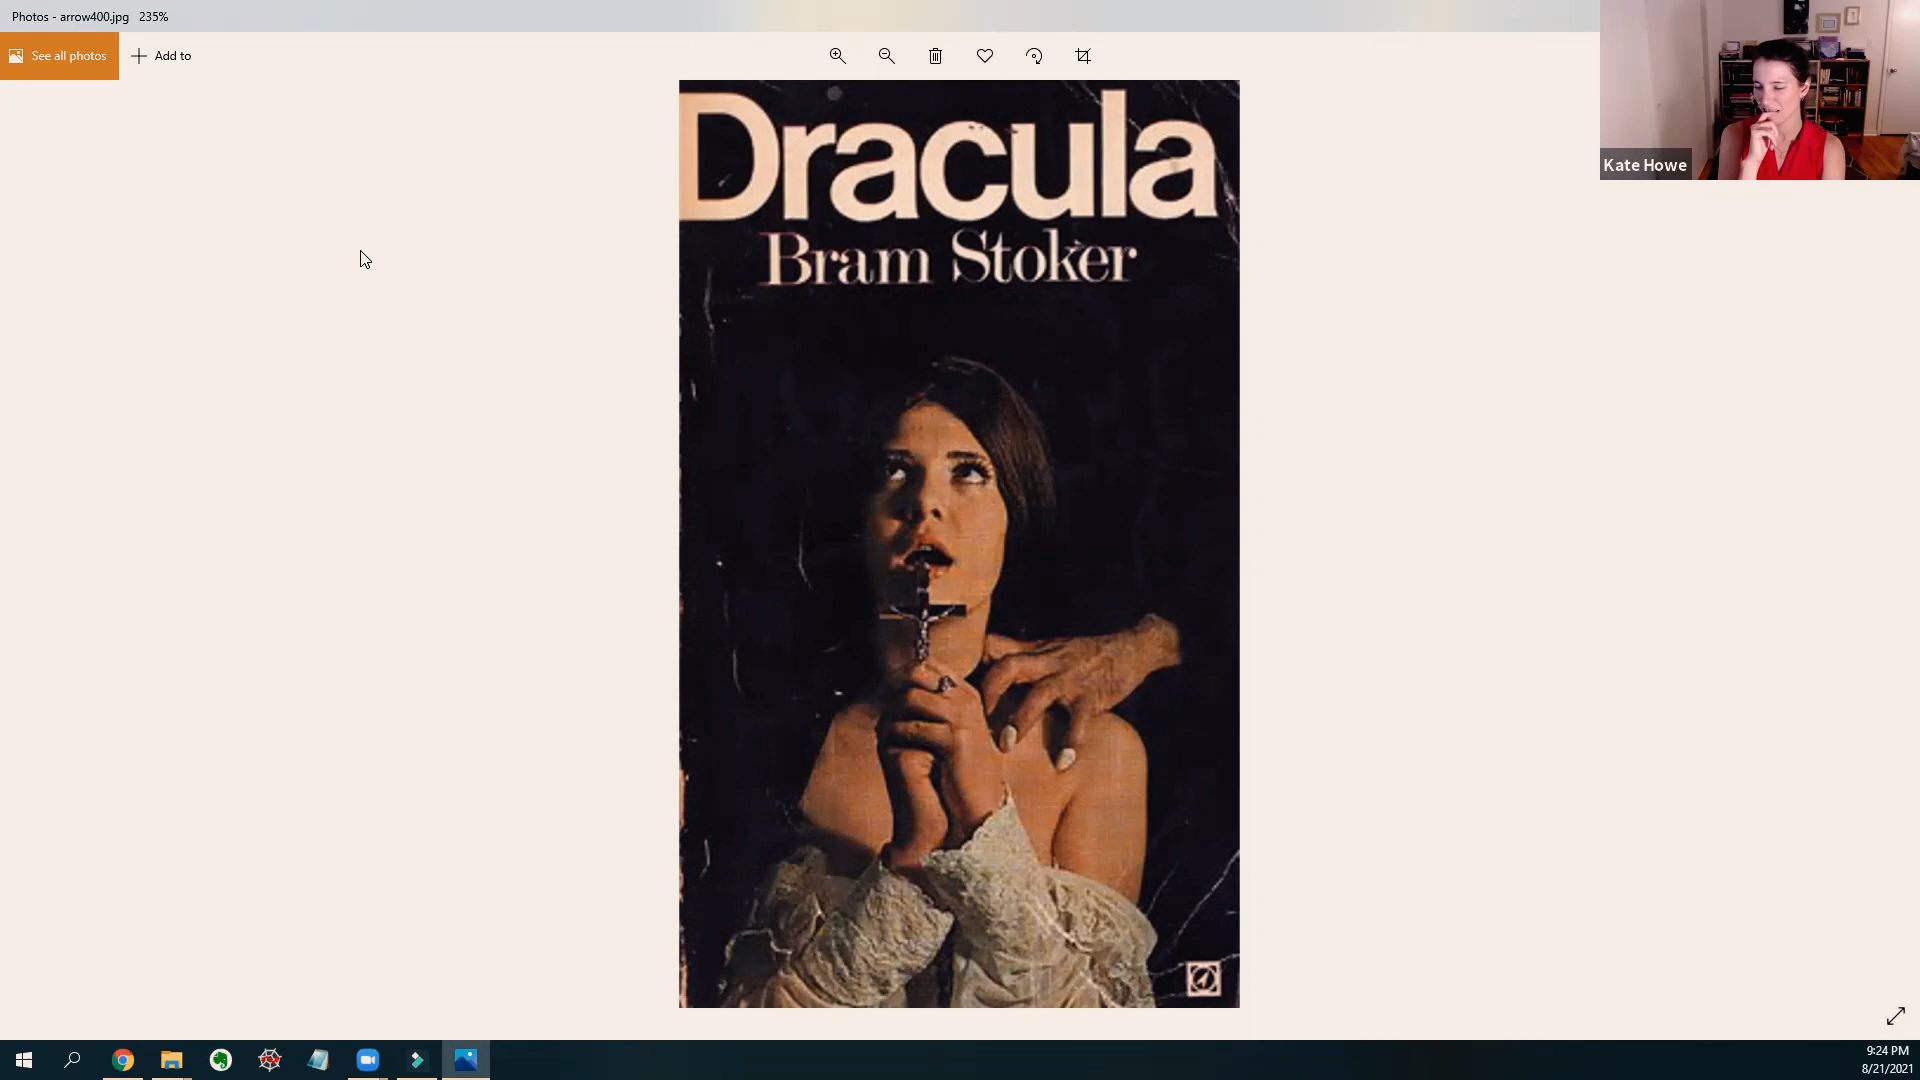 Photos - arrow400.jpg 235%
See all photos
Add to
Kate Howe
Dracula
Bram Stoker
9:24 PM
8/21/2021